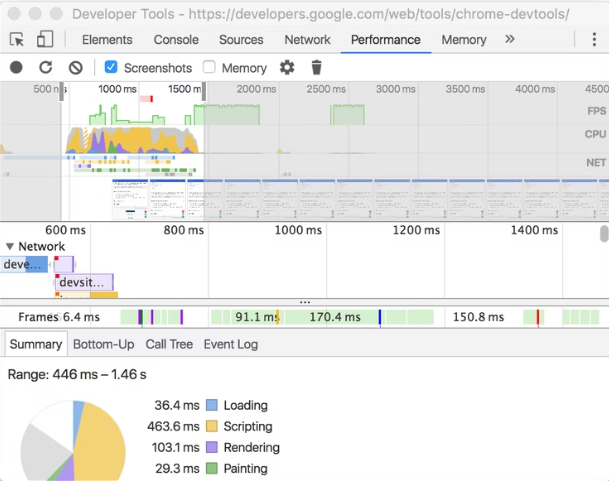 Developer Tools - https://developers.google.com/web/tools/chrome-devtools/
Elements Console Sources Network Performance Memory »
Screenshots Memory
500 ms 1000 ms 1500 ms 2000 ms 2500 ms 3000 ms 3500 ms 4000 ms 4500
FPS
CPU
NET
600 ms 800 ms 1000 ms 1200 ms 1400 ms
▼ Network
deve... 
devsit...
...
Frames 6.4 ms 91.1 ms 170.4 ms 150.8 ms
Summary Bottom-Up Call Tree Event Log
Range: 446 ms – 1.46 s
36.4 ms Loading
463.6 ms Scripting
103.1 ms Rendering
29.3 ms Painting